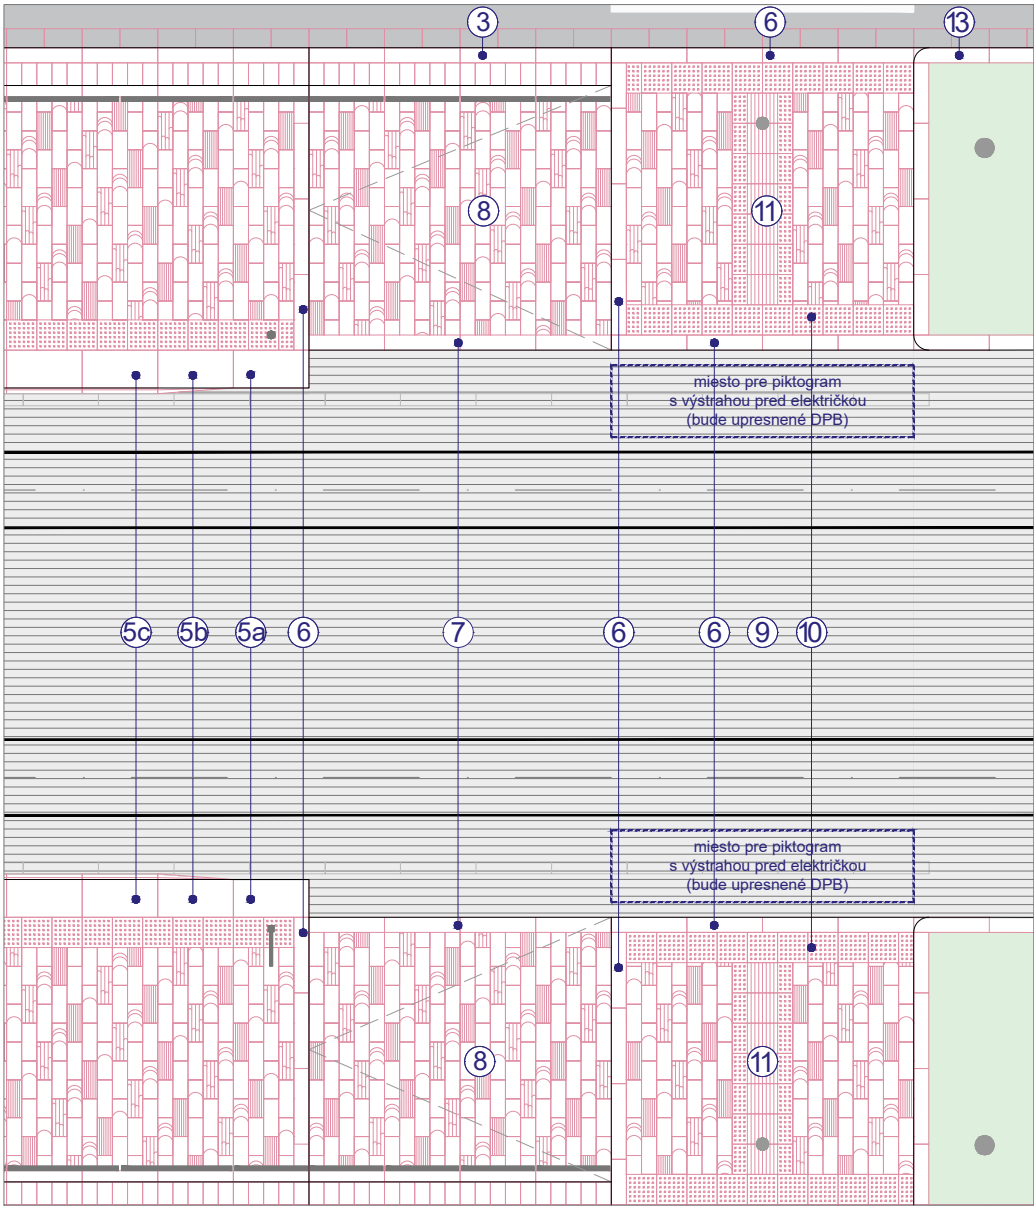 3 6 13
8 11
miesto pre piktogram
s výstrahou pred električkou
(bude upresnené DPB)
5c 5b 5a 6 7 6 6 9 10
miesto pre piktogram
s výstrahou pred električkou
(bude upresnené DPB)
8 11